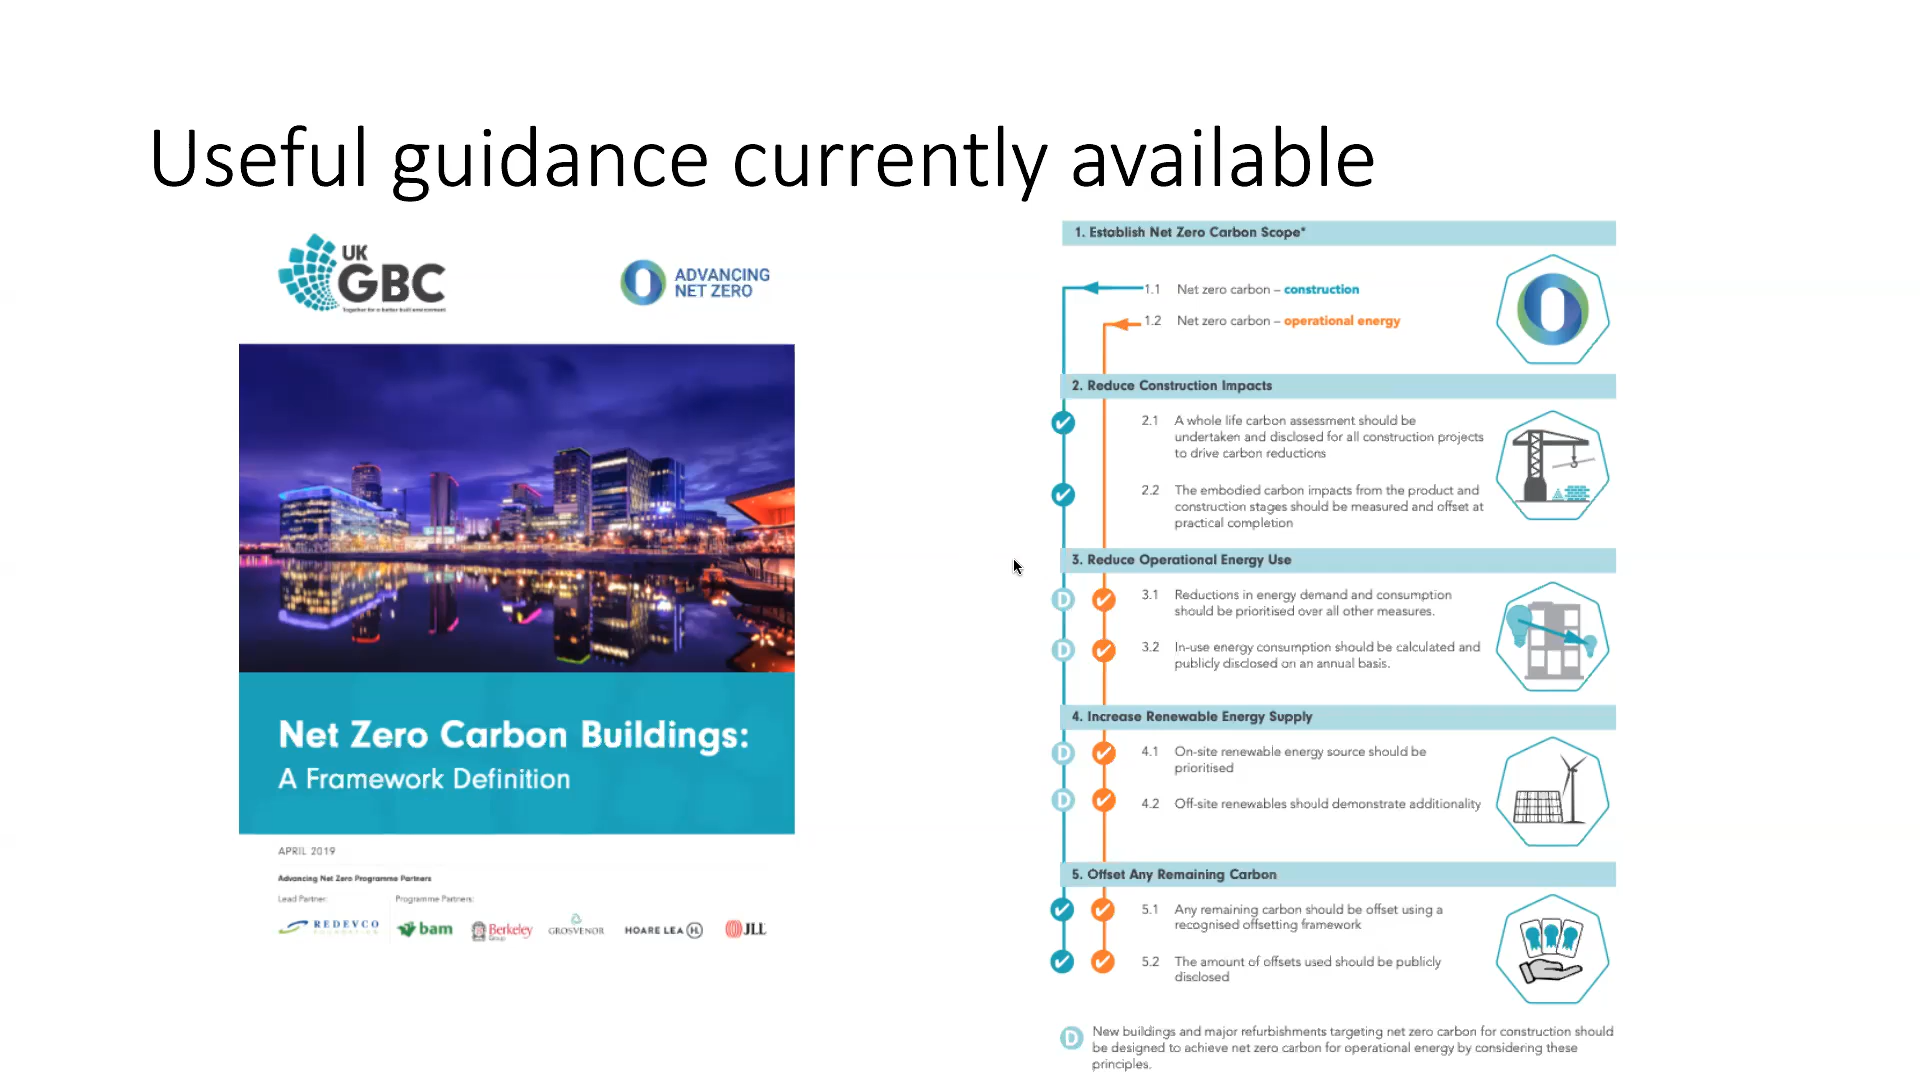 Useful guidance currently available
UK
GBC
Together for a better built environment
ADVANCING
NET ZERO
Net Zero Carbon Buildings:
A Framework Definition
APRIL 2019
Advancing Net Zero Programme Partners
Lead Partner:
Programme Partners:
REDEVCO
FOUNDATION
bam
Berkeley
Group
GROSVENOR
HOARE LEA H.
JLL
1. Establish Net Zero Carbon Scope*
1.1 Net zero carbon – construction
1.2 Net zero carbon – operational energy
2. Reduce Construction Impacts
2.1 A whole life carbon assessment should be
undertaken and disclosed for all construction projects
to drive carbon reductions
2.2 The embodied carbon impacts from the product and
construction stages should be measured and offset at
practical completion
3. Reduce Operational Energy Use
D 3.1 Reductions in energy demand and consumption
should be prioritised over all other measures.
D 3.2 In-use energy consumption should be calculated and
publicly disclosed on an annual basis.
4. Increase Renewable Energy Supply
D 4.1 On-site renewable energy source should be
prioritised
D 4.2 Off-site renewables should demonstrate additionality
5. Offset Any Remaining Carbon
5.1 Any remaining carbon should be offset using a
recognised offsetting framework
5.2 The amount of offsets used should be publicly
disclosed
D New buildings and major refurbishments targeting net zero carbon for construction should
be designed to achieve net zero carbon for operational energy by considering these
principles.